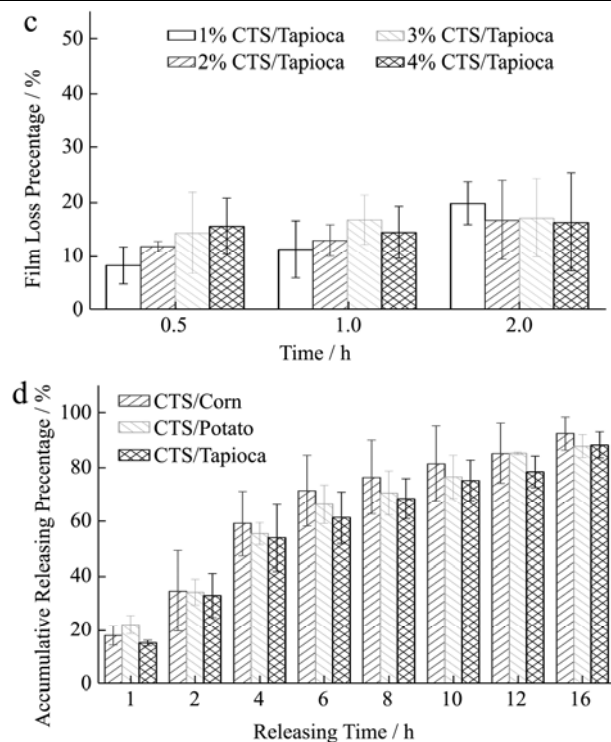 c
1% CTS/Tapioca 3% CTS/Tapioca
2% CTS/Tapioca 4% CTS/Tapioca
Film Loss Precentage / %
50
40
30
20
10
0
0.5 1.0 2.0
Time / h
d
CTS/Corn
CTS/Potato
CTS/Tapioca
Accumulative Releasing Precentage / %
100
80
60
40
20
0
1 2 4 6 8 10 12 16
Releasing Time / h